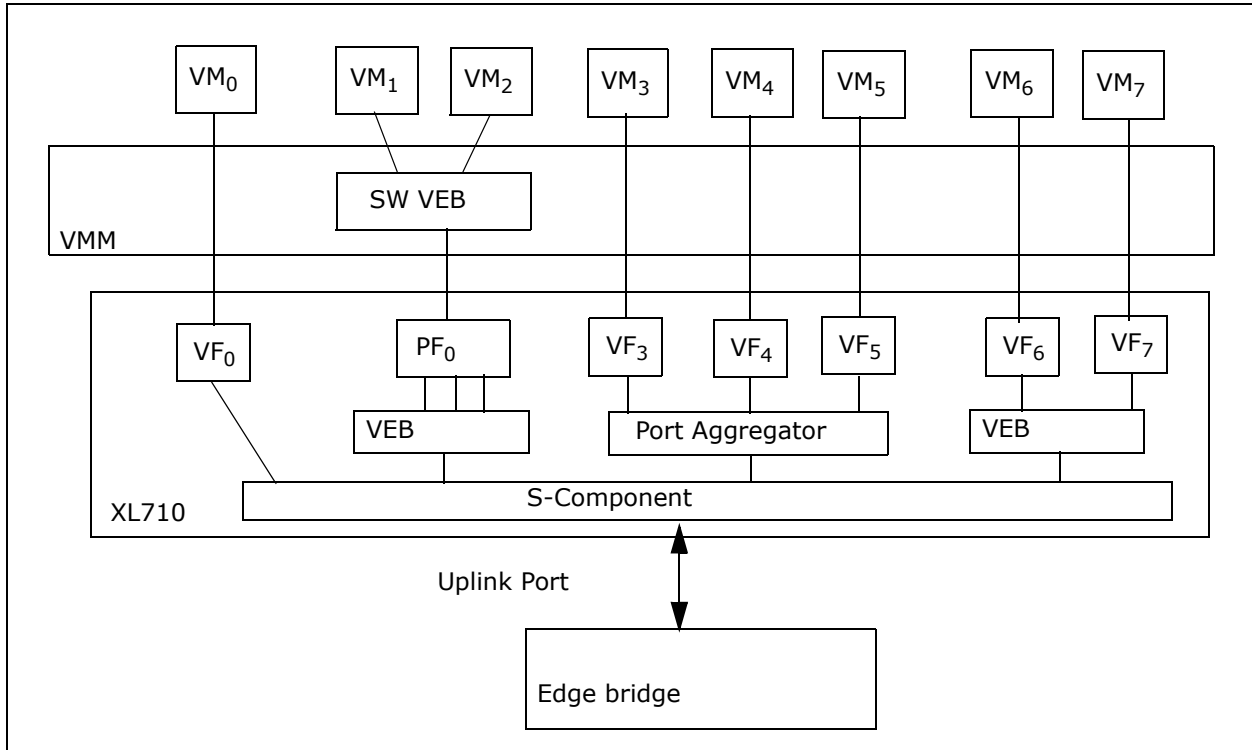 VM0
VM1
VM2
VM3
VM4
VM5
VM6
VM7
SW VEB
VMM
VF0
PF0
VF3
VF4
VF5
VF6
VF7
VEB
Port Aggregator
VEB
S-Component
XL710
Uplink Port
Edge bridge